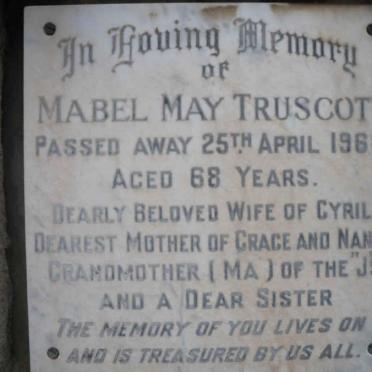 In Loving Memory
of
MABEL MAY TRUSCOT
PASSED AWAY 25TH APRIL 196
AGED 68 YEARS.
DEARLY BELOVED WIFE OF CYRIL
DEAREST MOTHER OF GRACE AND NAN
GRANDMOTHER (MA) OF THE "J
AND A DEAR SISTER
THE MEMORY OF YOU LIVES ON
AND IS TREASURED BY US ALL.